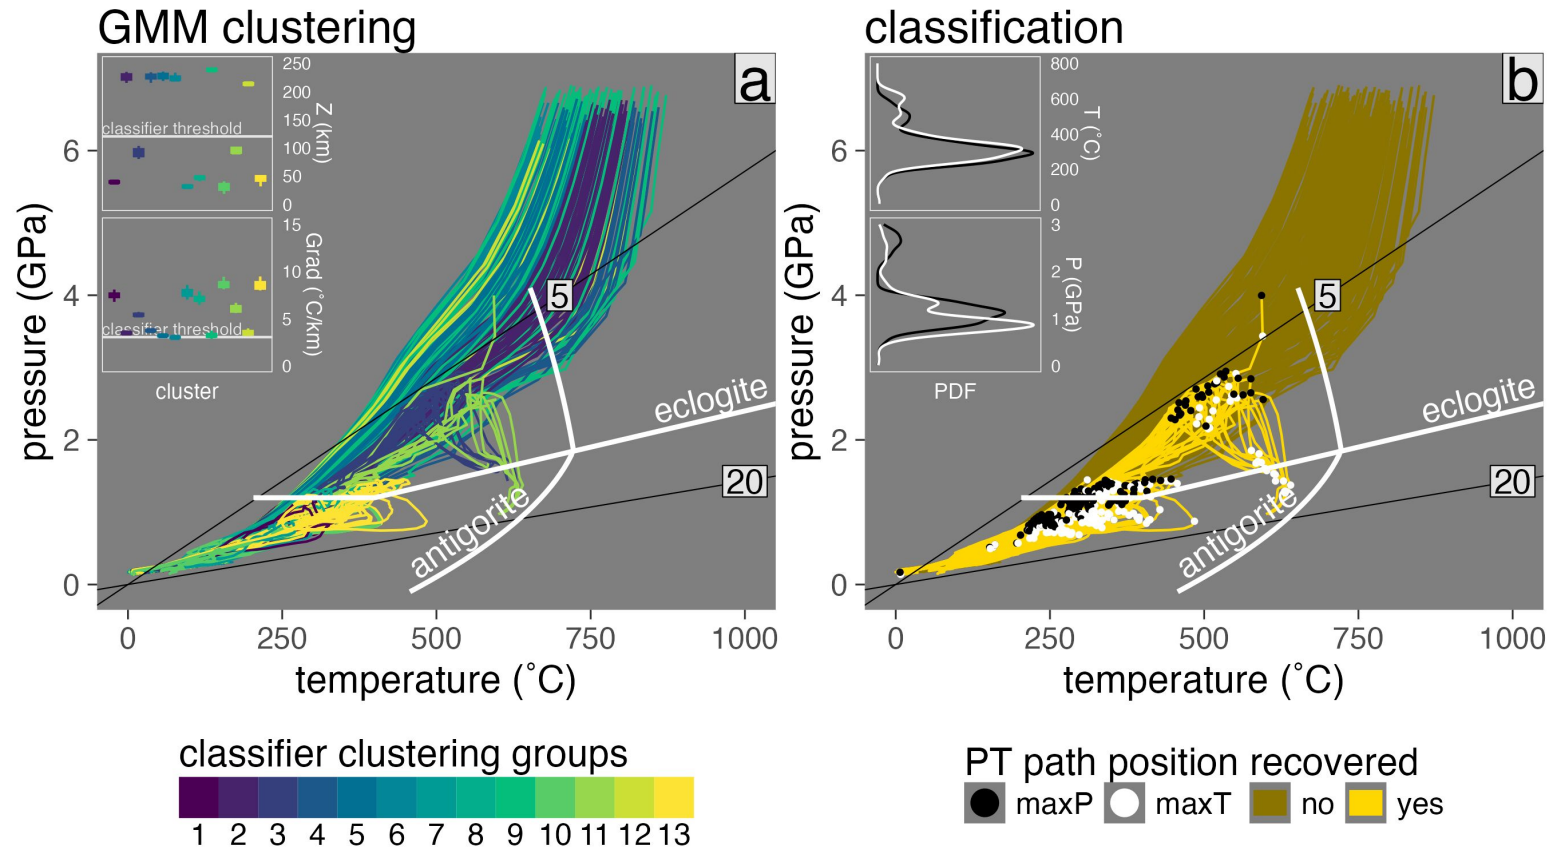 GMM clustering
classification
a
250
200
150
100
50
0
Z (km)
classifier threshold
15
10
5
0
Grad (˚C/km)
classifier threshold
cluster
5
eclogite
20
antigorite
6
4
2
0
pressure (GPa)
0
250
500
750
1000
temperature (˚C)
b
800
600
400
200
0
T (˚C)
3
2
1
0
P (GPa)
PDF
5
eclogite
20
antigorite
6
4
2
0
pressure (GPa)
0
250
500
750
1000
temperature (˚C)
classifier clustering groups
1 2 3 4 5 6 7 8 9 10 11 12 13
PT path position recovered
maxP maxT no yes